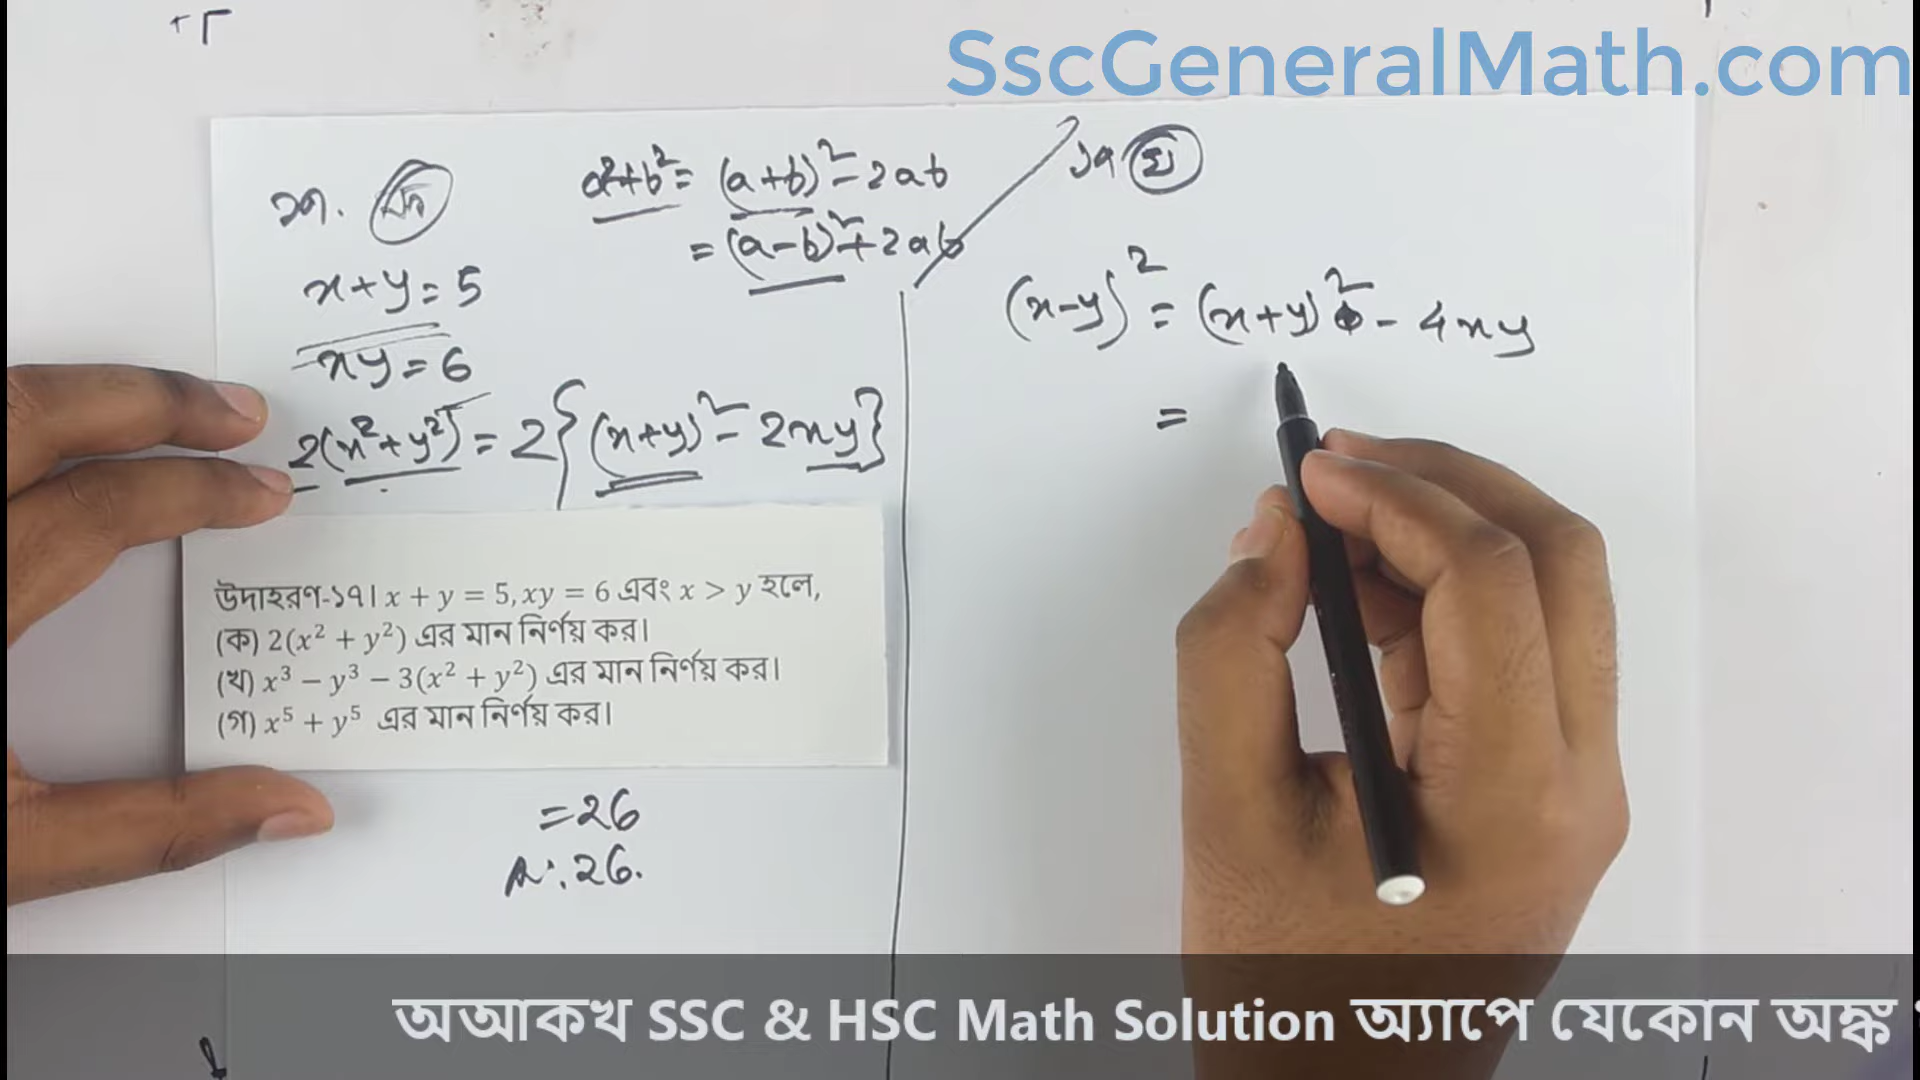 SscGeneralMath.com
১৭. ক
a²+b² = (a+b)²-2ab
= (a-b)²+2ab
x+y=5
xy=6
2(x²+y²) = 2{(x+y)²-2xy}
উদাহরণ-১৭। x + y = 5, xy = 6 এবং x > y হলে,
(ক) 2(x² + y²) এর মান নির্ণয় কর।
(খ) x³ − y³ − 3(x² + y²) এর মান নির্ণয় কর।
(গ) x⁵ + y⁵ এর মান নির্ণয় কর।
=26
A:.26.
১৭ খ
(x-y)² = (x+y)² - 4xy
=
অআকখ SSC & HSC Math Solution অ্যাপে যেকোন অঙ্ক